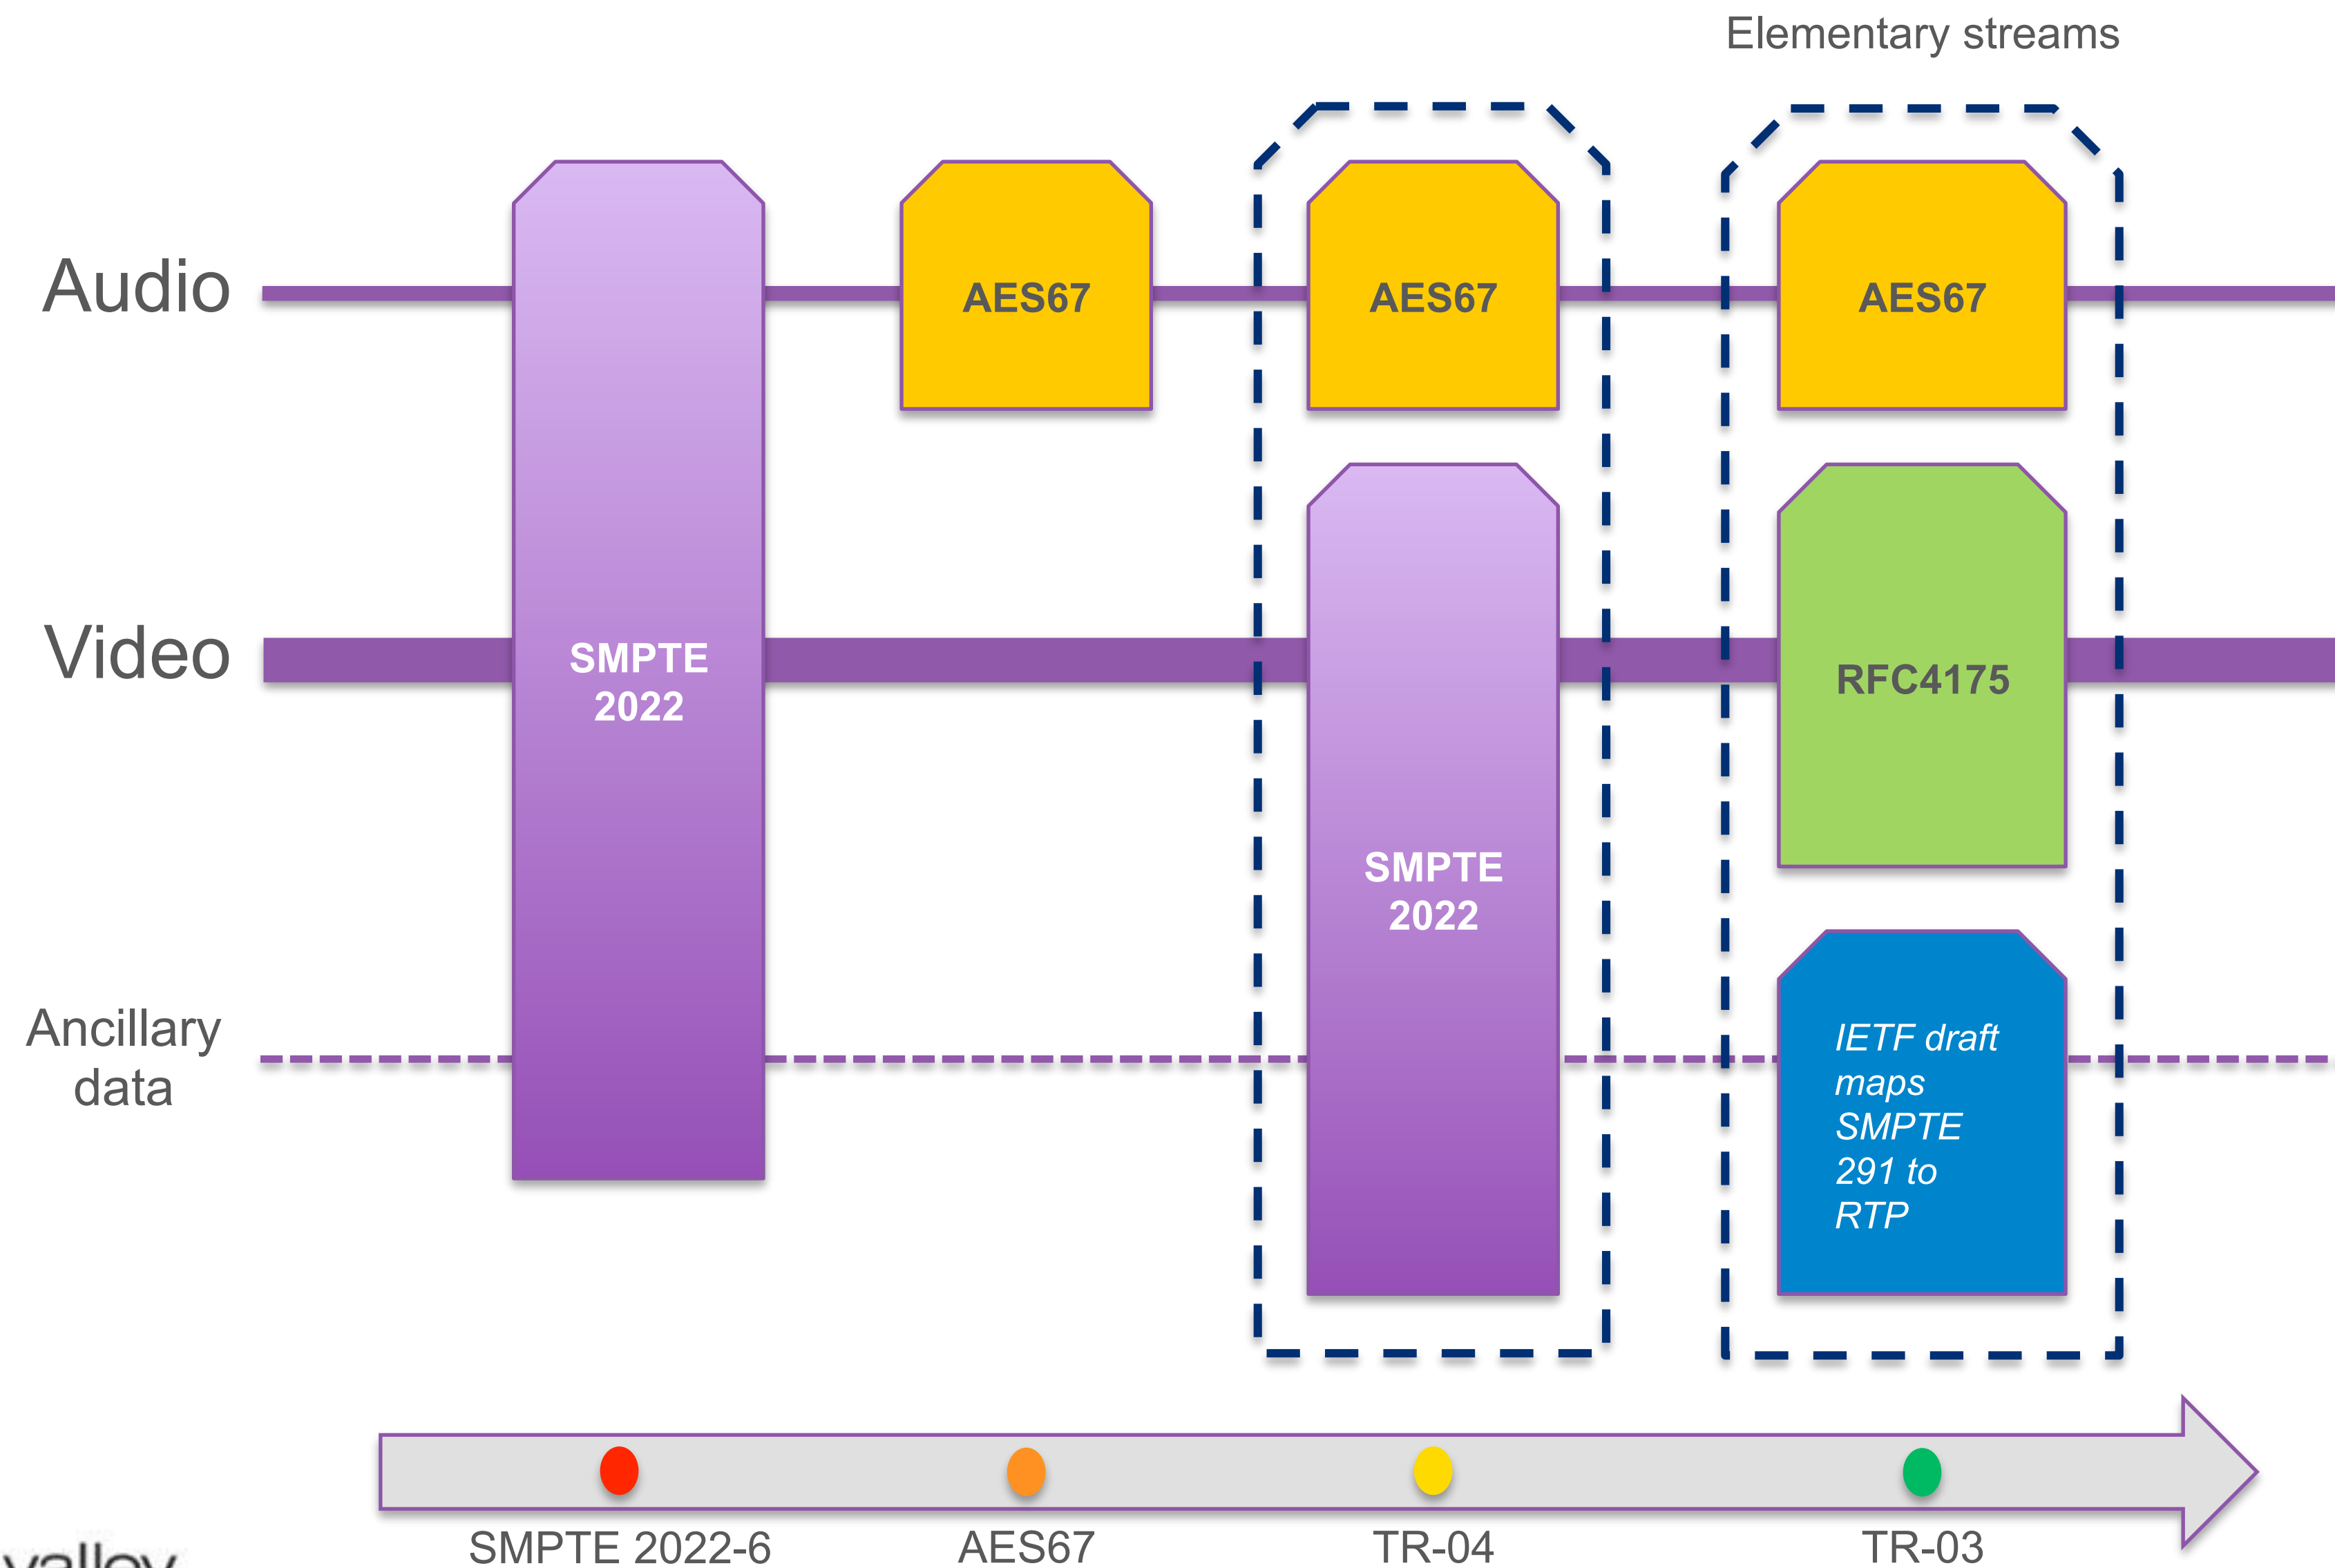 Elementary streams
Audio
AES67
AES67
AES67
Video
SMPTE
2022
RFC4175
SMPTE
2022
Ancillary
data
IETF draft
maps
SMPTE
291 to
RTP
SMPTE 2022-6
AES67
TR-04
TR-03
valley